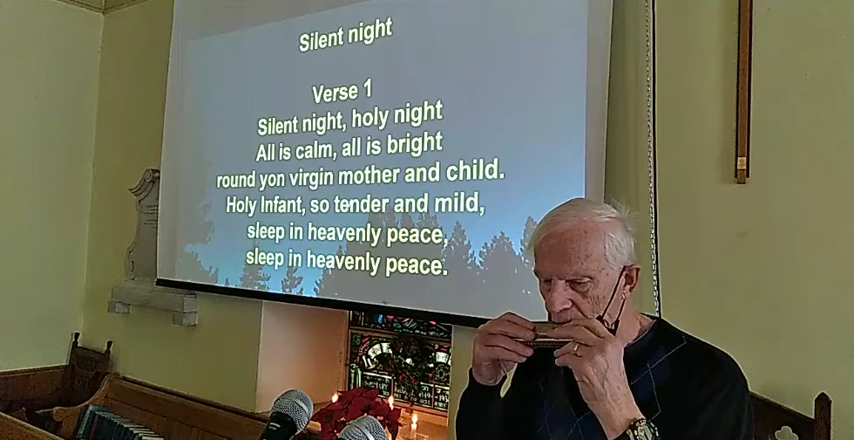 Silent night
Verse 1
Silent night, holy night
All is calm, all is bright
round yon virgin mother and child.
Holy Infant, so tender and mild,
sleep in heavenly peace,
sleep in heavenly peace.